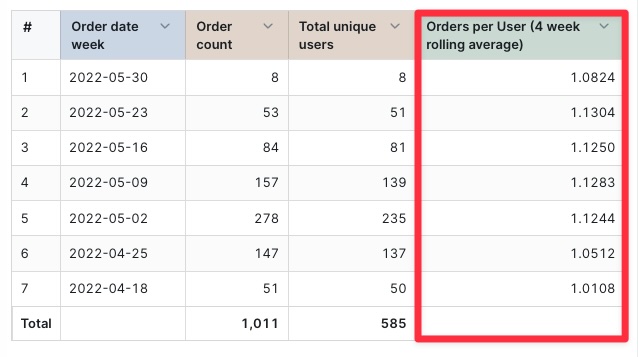 # Order date week Order count Total unique users Orders per User (4 week rolling average)
1 2022-05-30 8 8 1.0824
2 2022-05-23 53 51 1.1304
3 2022-05-16 84 81 1.1250
4 2022-05-09 157 139 1.1283
5 2022-05-02 278 235 1.1244
6 2022-04-25 147 137 1.0512
7 2022-04-18 51 50 1.0108
Total 1,011 585